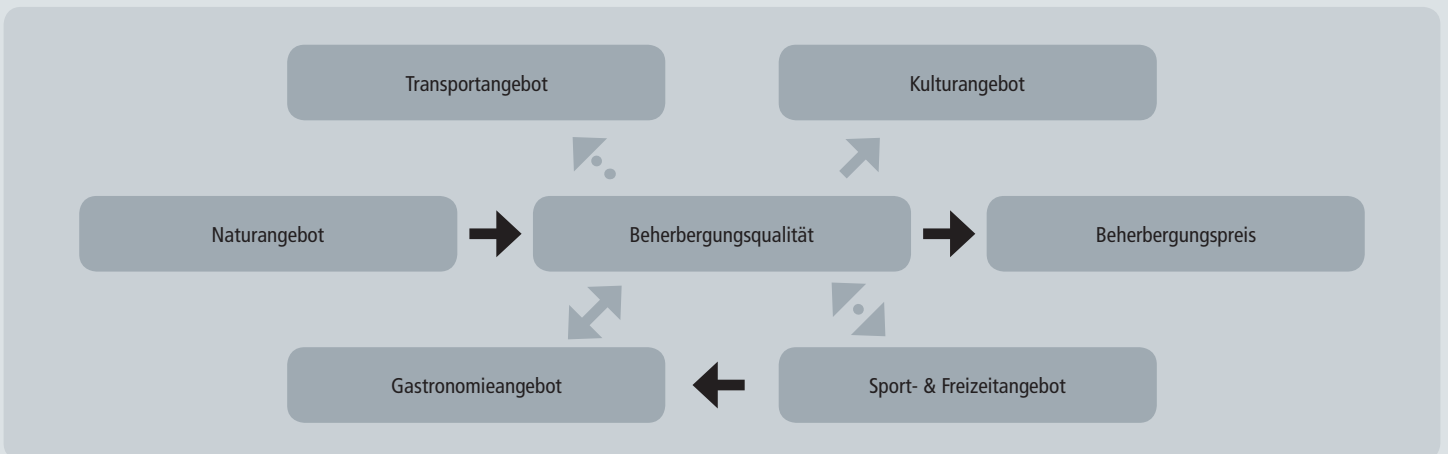 Transportangebot
Kulturangebot
Naturangebot
Beherbergungsqualität
Beherbergungspreis
Gastronomieangebot
Sport- & Freizeitangebot